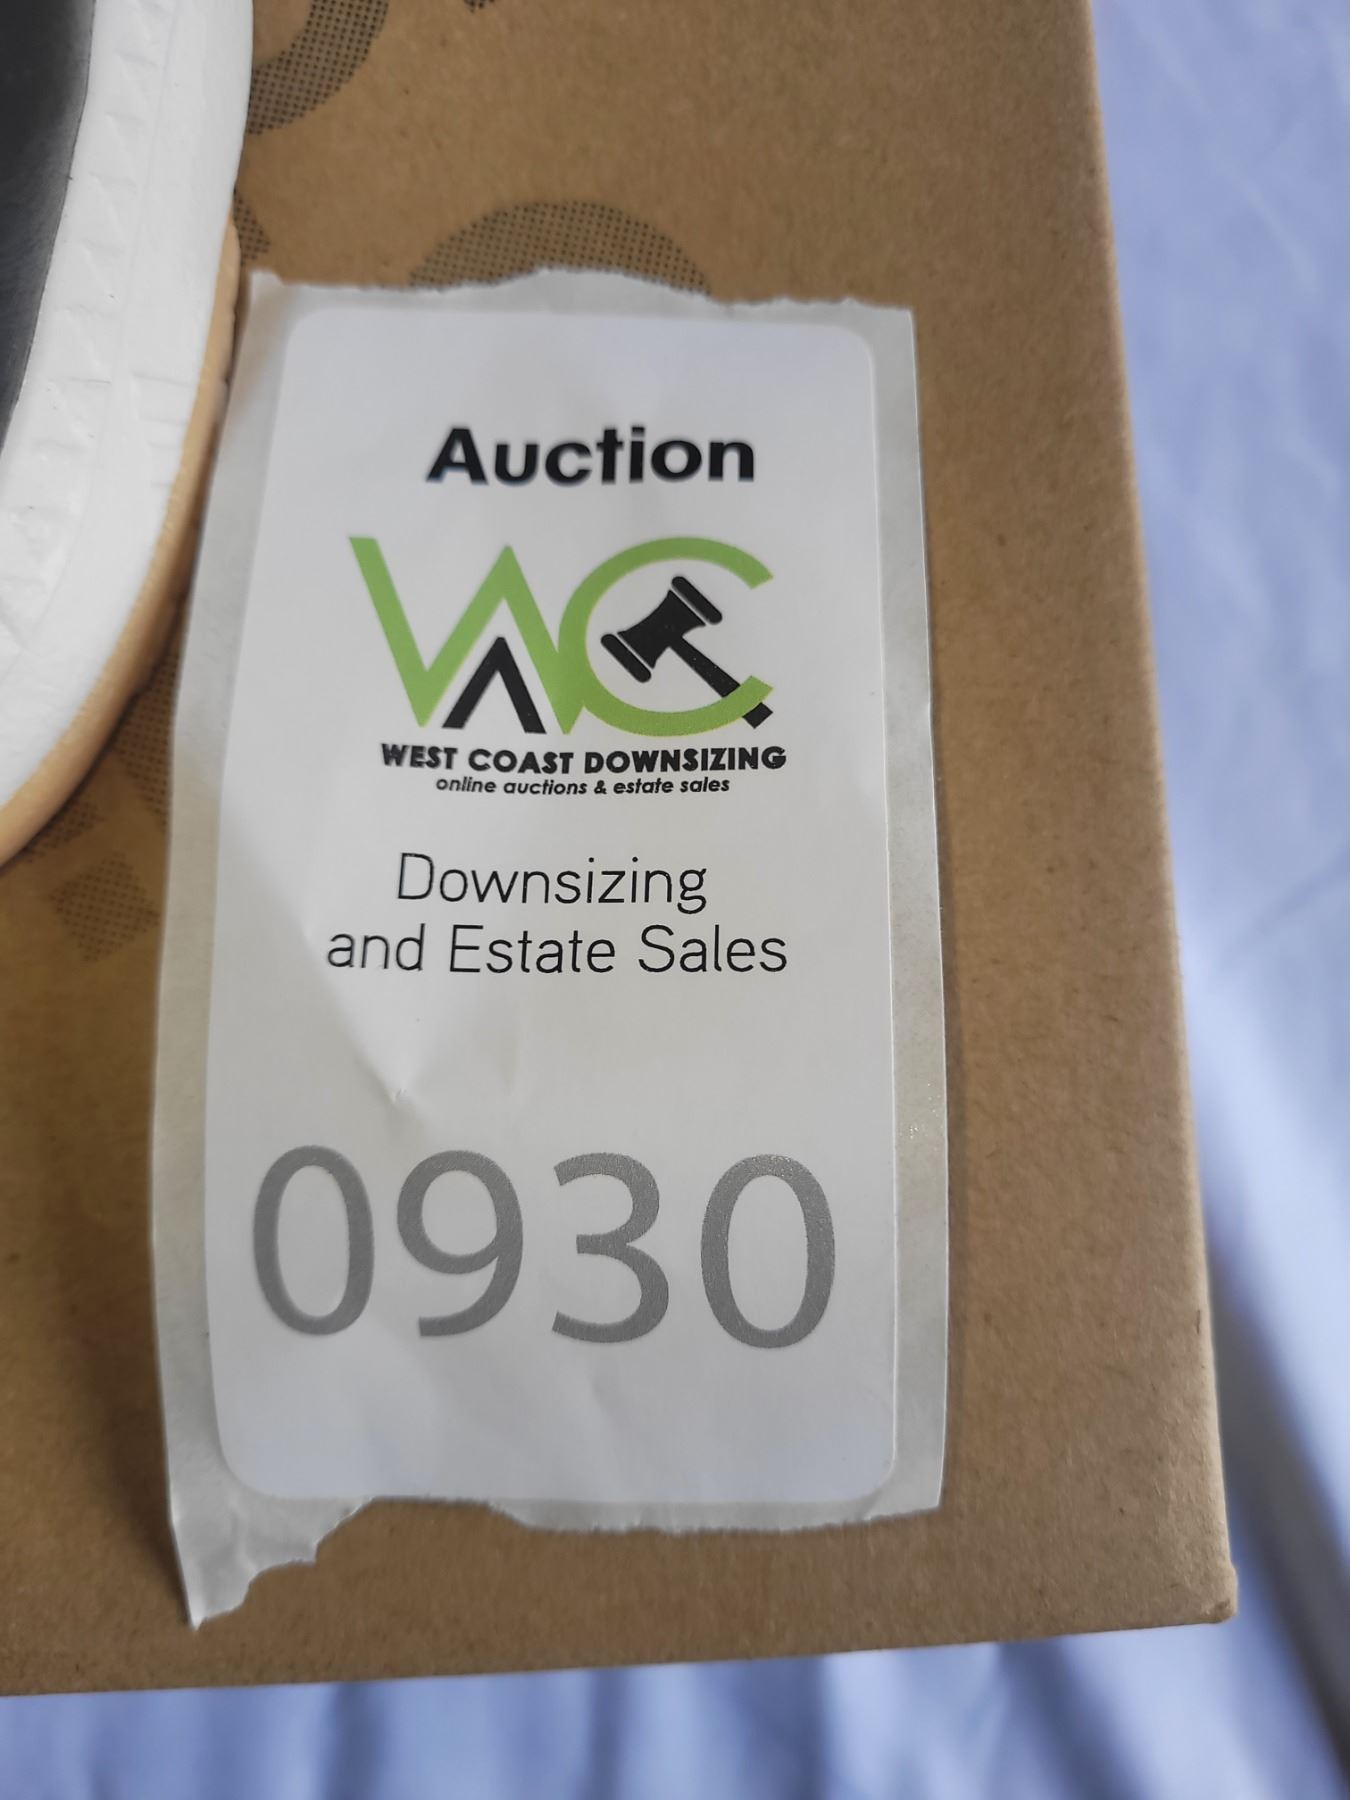 Auction
WC
WEST COAST DOWNSIZING
online auctions & estate sales
Downsizing
and Estate Sales
0930